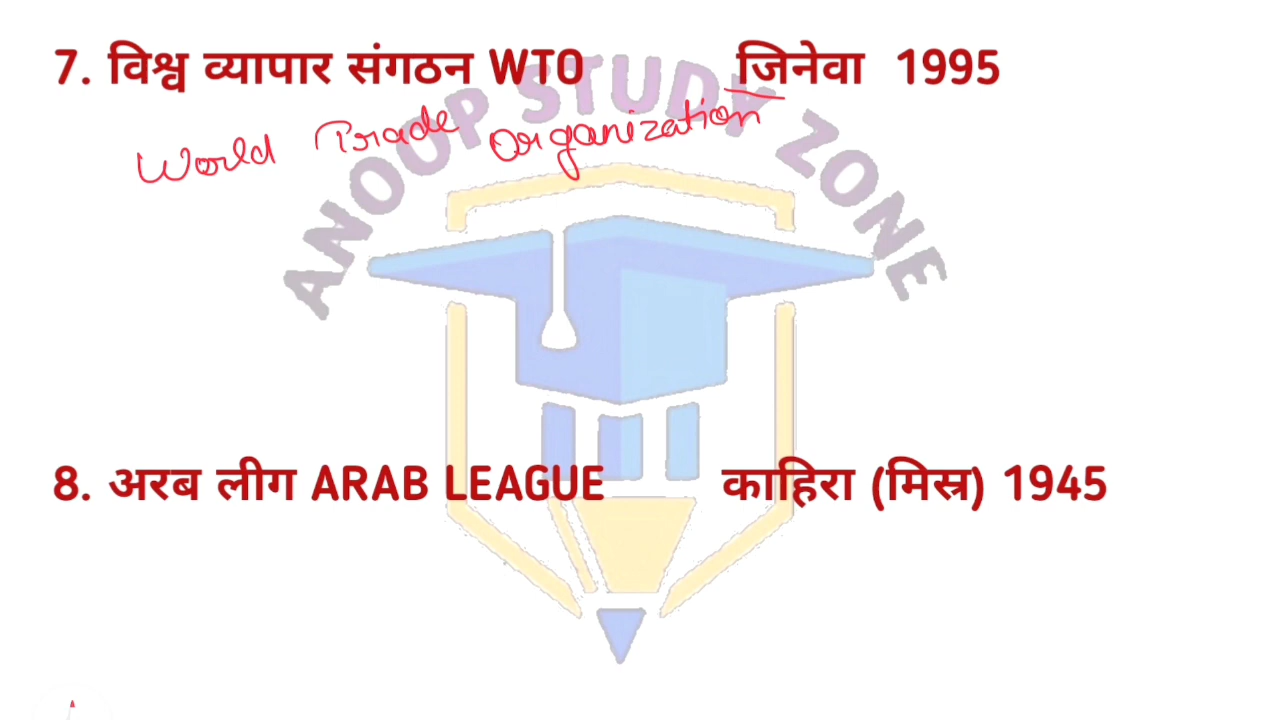 7. विश्व व्यापार संगठन WTO जिनेवा 1995
World Trade Organization
ANOOP STUDY ZONE
8. अरब लीग ARAB LEAGUE काहिरा (मिस्र) 1945